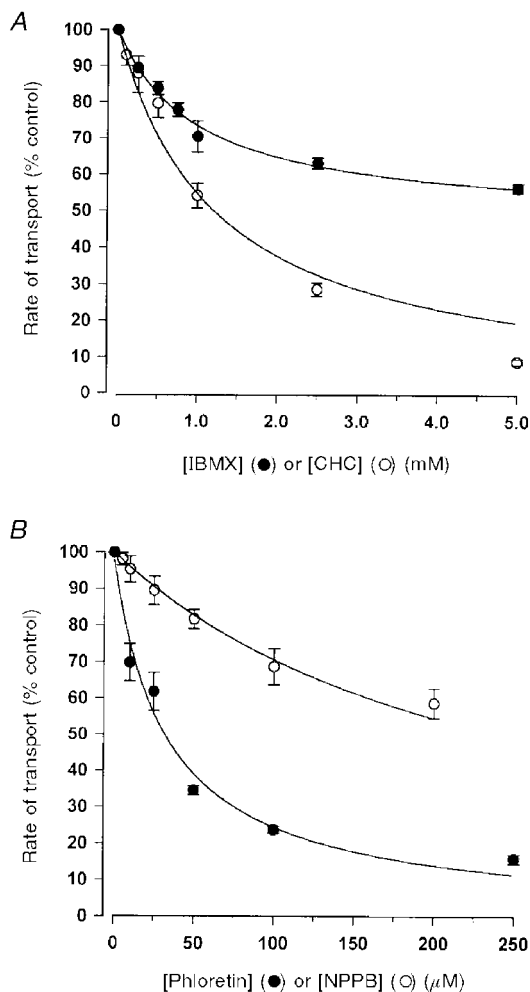 A
Rate of transport (% control)
100
90
80
70
60
50
40
30
20
10
0
0 1.0 2.0 3.0 4.0 5.0
[IBMX] (●) or [CHC] (○) (mM)
B
Rate of transport (% control)
100
90
80
70
60
50
40
30
20
10
0
0 50 100 150 200 250
[Phloretin] (●) or [NPPB] (○) (μM)